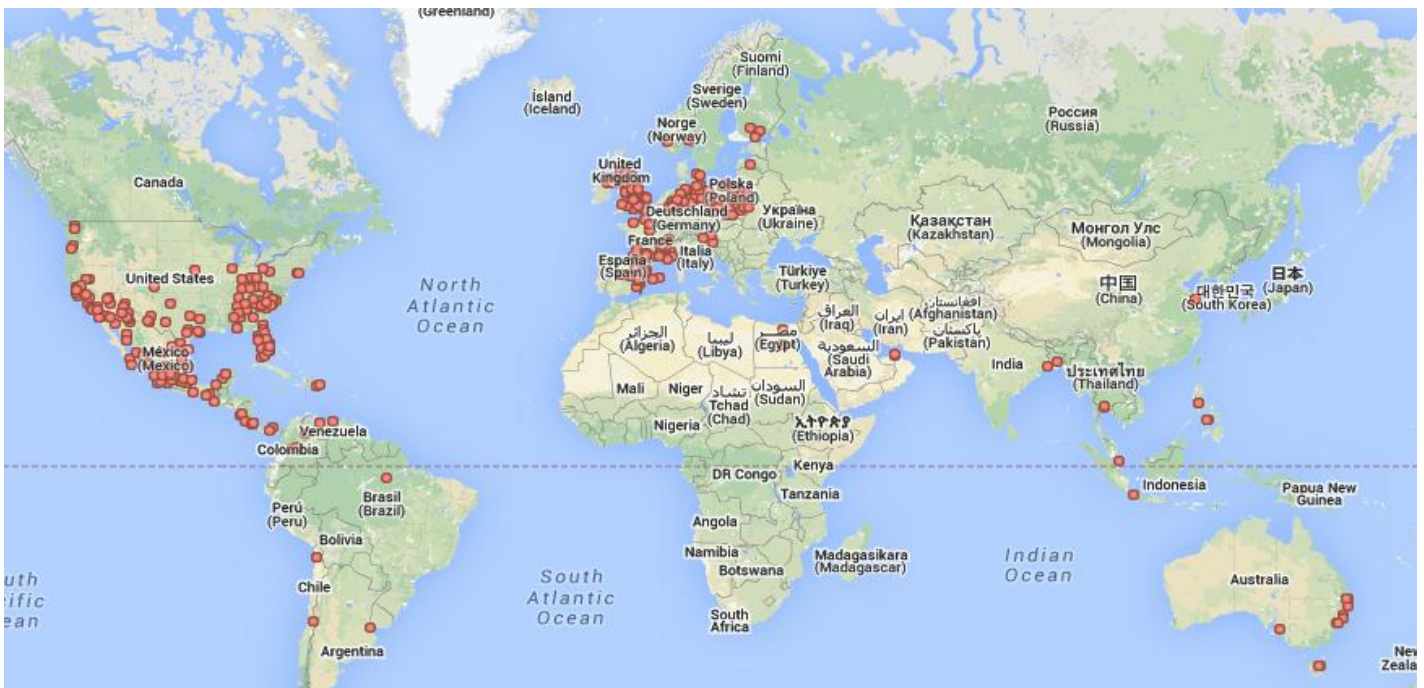 (Greenland)
Ísland
(Iceland)
Suomi
(Finland)
Sverige
(Sweden)
Norge
(Norway)
Россия
(Russia)
Canada
United
Kingdom
Polska
(Poland)
Deutschland
(Germany)
Україна
(Ukraine)
France
Italia
(Italy)
España
(Spain)
Қазақстан
(Kazakhstan)
Монгол Улс
(Mongolia)
United States
North
Atlantic
Ocean
Türkiye
(Turkey)
中国
(China)
대한민국
(South Korea)
日本
(Japan)
México
(Mexico)
الجزائر
(Algeria)
ليبيا
(Libya)
مصر
(Egypt)
العراق
(Iraq)
ایران
(Iran)
افغانستان
(Afghanistan)
پاکستان
(Pakistan)
السعودية
(Saudi
Arabia)
India
ประเทศไทย
(Thailand)
Mali
Niger
تشاد
Tchad
(Chad)
السودان
(Sudan)
Nigeria
ኢትዮጵያ
(Ethiopia)
Venezuela
Colombia
DR Congo
Kenya
Tanzania
Indonesia
Papua New
Guinea
Perú
(Peru)
Brasil
(Brazil)
Bolivia
Angola
Namibia
Botswana
Madagasikara
(Madagascar)
Indian
Ocean
Australia
Chile
South
Atlantic
Ocean
South
Africa
Argentina
uth
ific
ean
New
Zeala